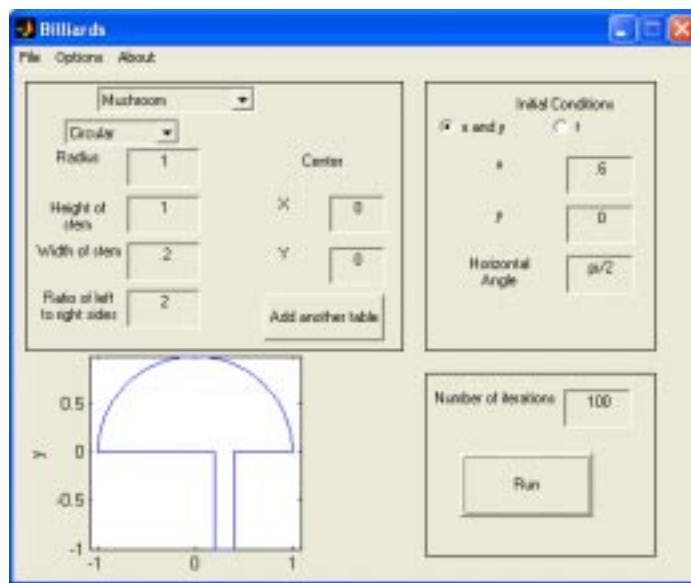 Billiards
File Options About
Mushroom
Circular
Radius 1
Height of stem 1
Width of stem .2
Ratio of left to right sides 2
Center
X 0
Y 0
Add another table
Initial Conditions
x and y t
x .6
y 0
Horizontal Angle pi/2
Number of iterations 100
Run
0.5
0
-0.5
-1
y
-1 0 1